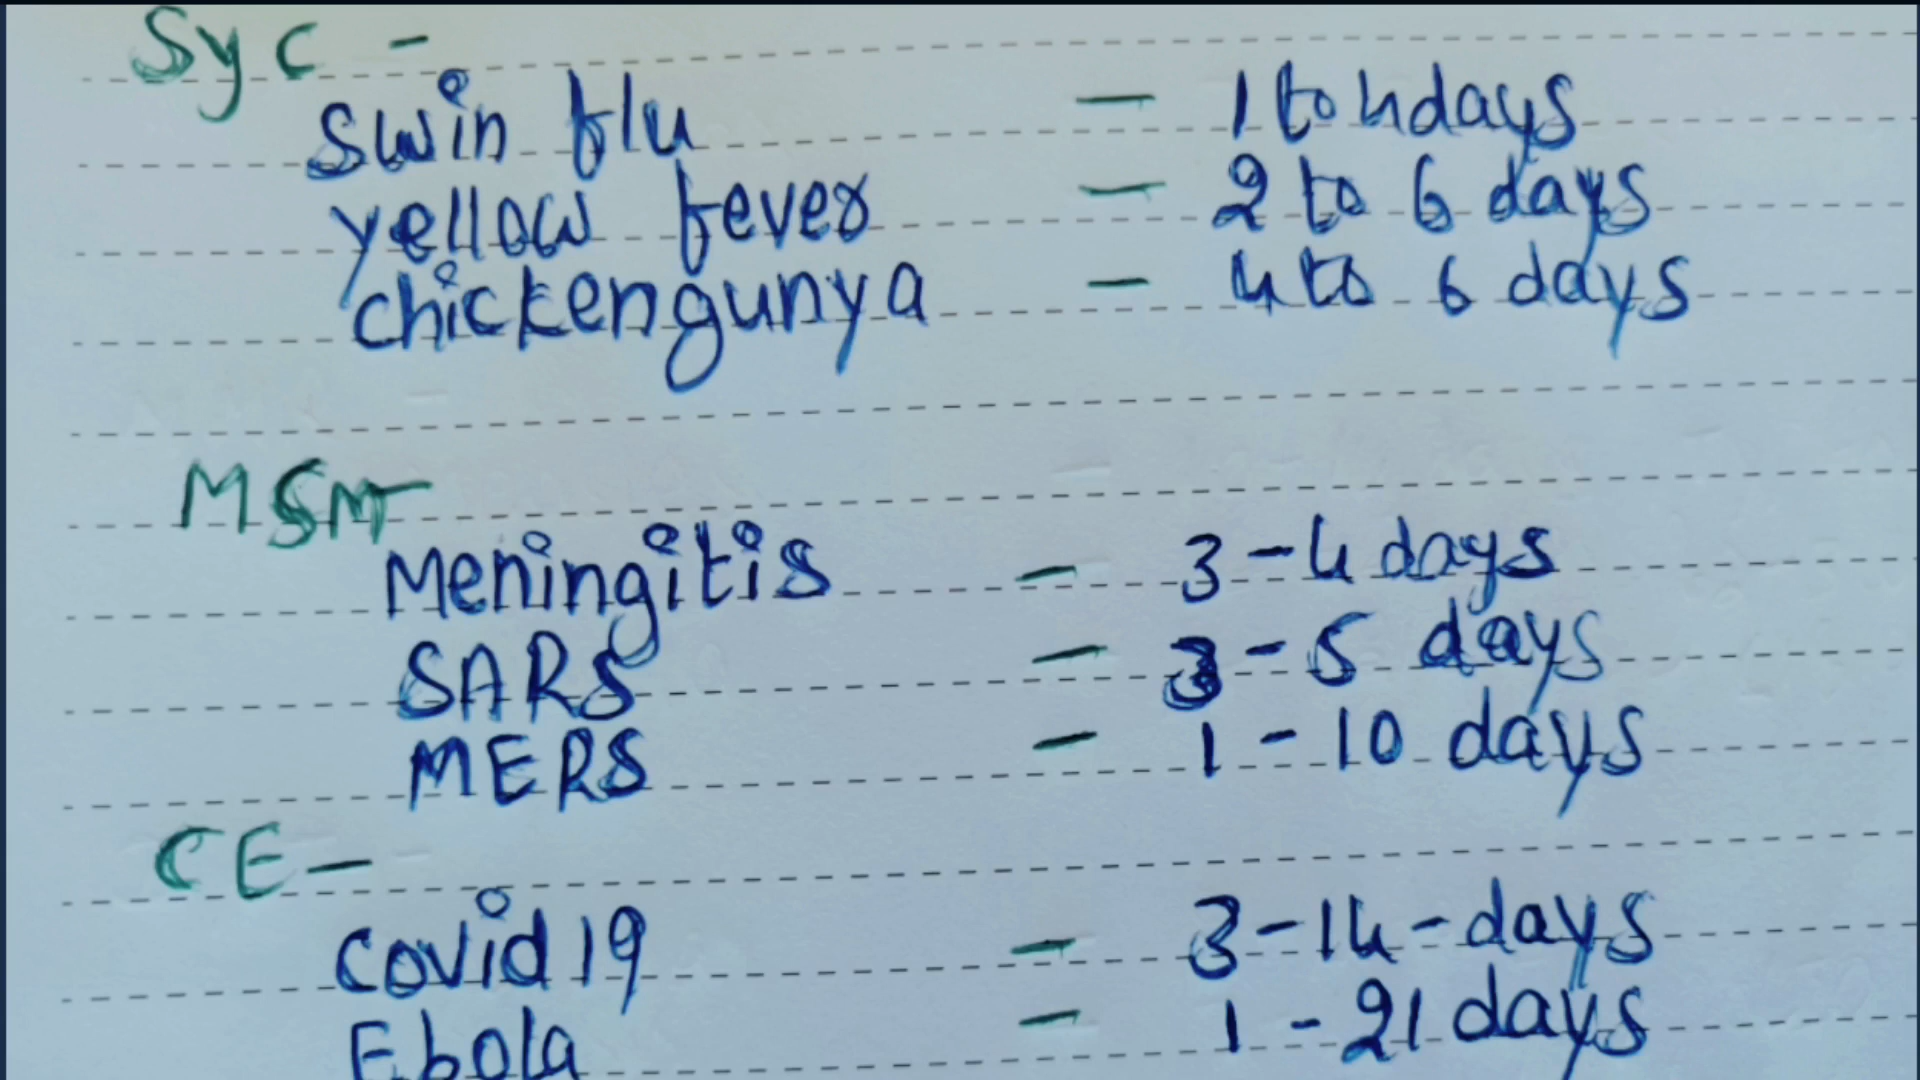 Syc -
Swin flu - 1 to 4 days
yellow fever - 2 to 6 days
chickengunya - 4 to 6 days
MSM -
Meningitis - 3 - 4 days
SARS - 3 - 5 days
MERS - 1 - 10 days
CE -
covid 19 - 3 - 14 - days
Ebola - 1 - 21 days